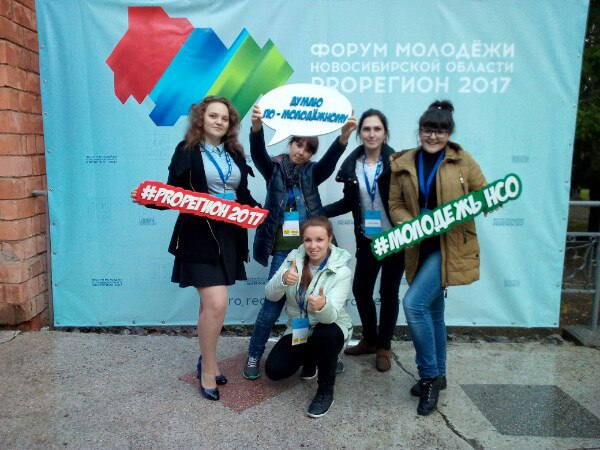 ФОРУМ МОЛОДЁЖИ
НОВОСИБИРСКОЙ ОБЛАСТИ
PROРЕГИОН 2017
ДУМАЮ
ПО-МОЛОДЁЖНОМУ
#PROРЕГИОН 2017
#МОЛОДЕЖЬ НСО